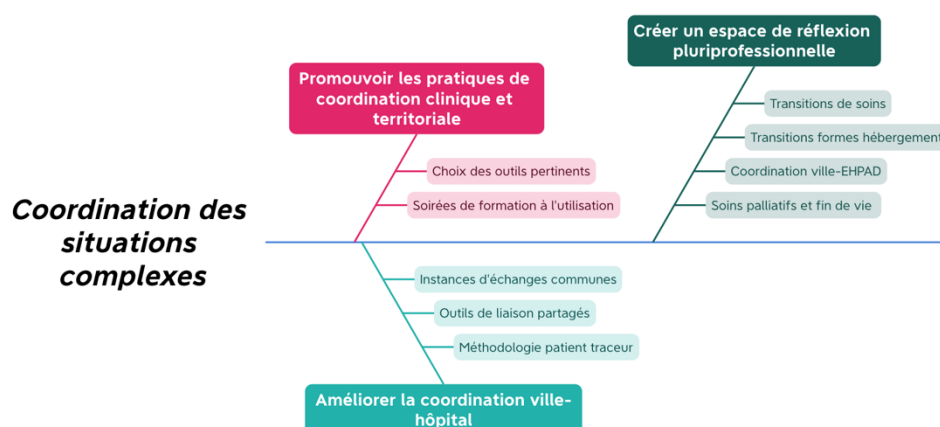 Coordination des
situations
complexes
Promouvoir les pratiques de
coordination clinique et
territoriale
Choix des outils pertinents
Soirées de formation à l'utilisation
Créer un espace de réflexion
pluriprofessionnelle
Transitions de soins
Transitions formes hébergement
Coordination ville-EHPAD
Soins palliatifs et fin de vie
Instances d'échanges communes
Outils de liaison partagés
Méthodologie patient traceur
Améliorer la coordination ville-
hôpital